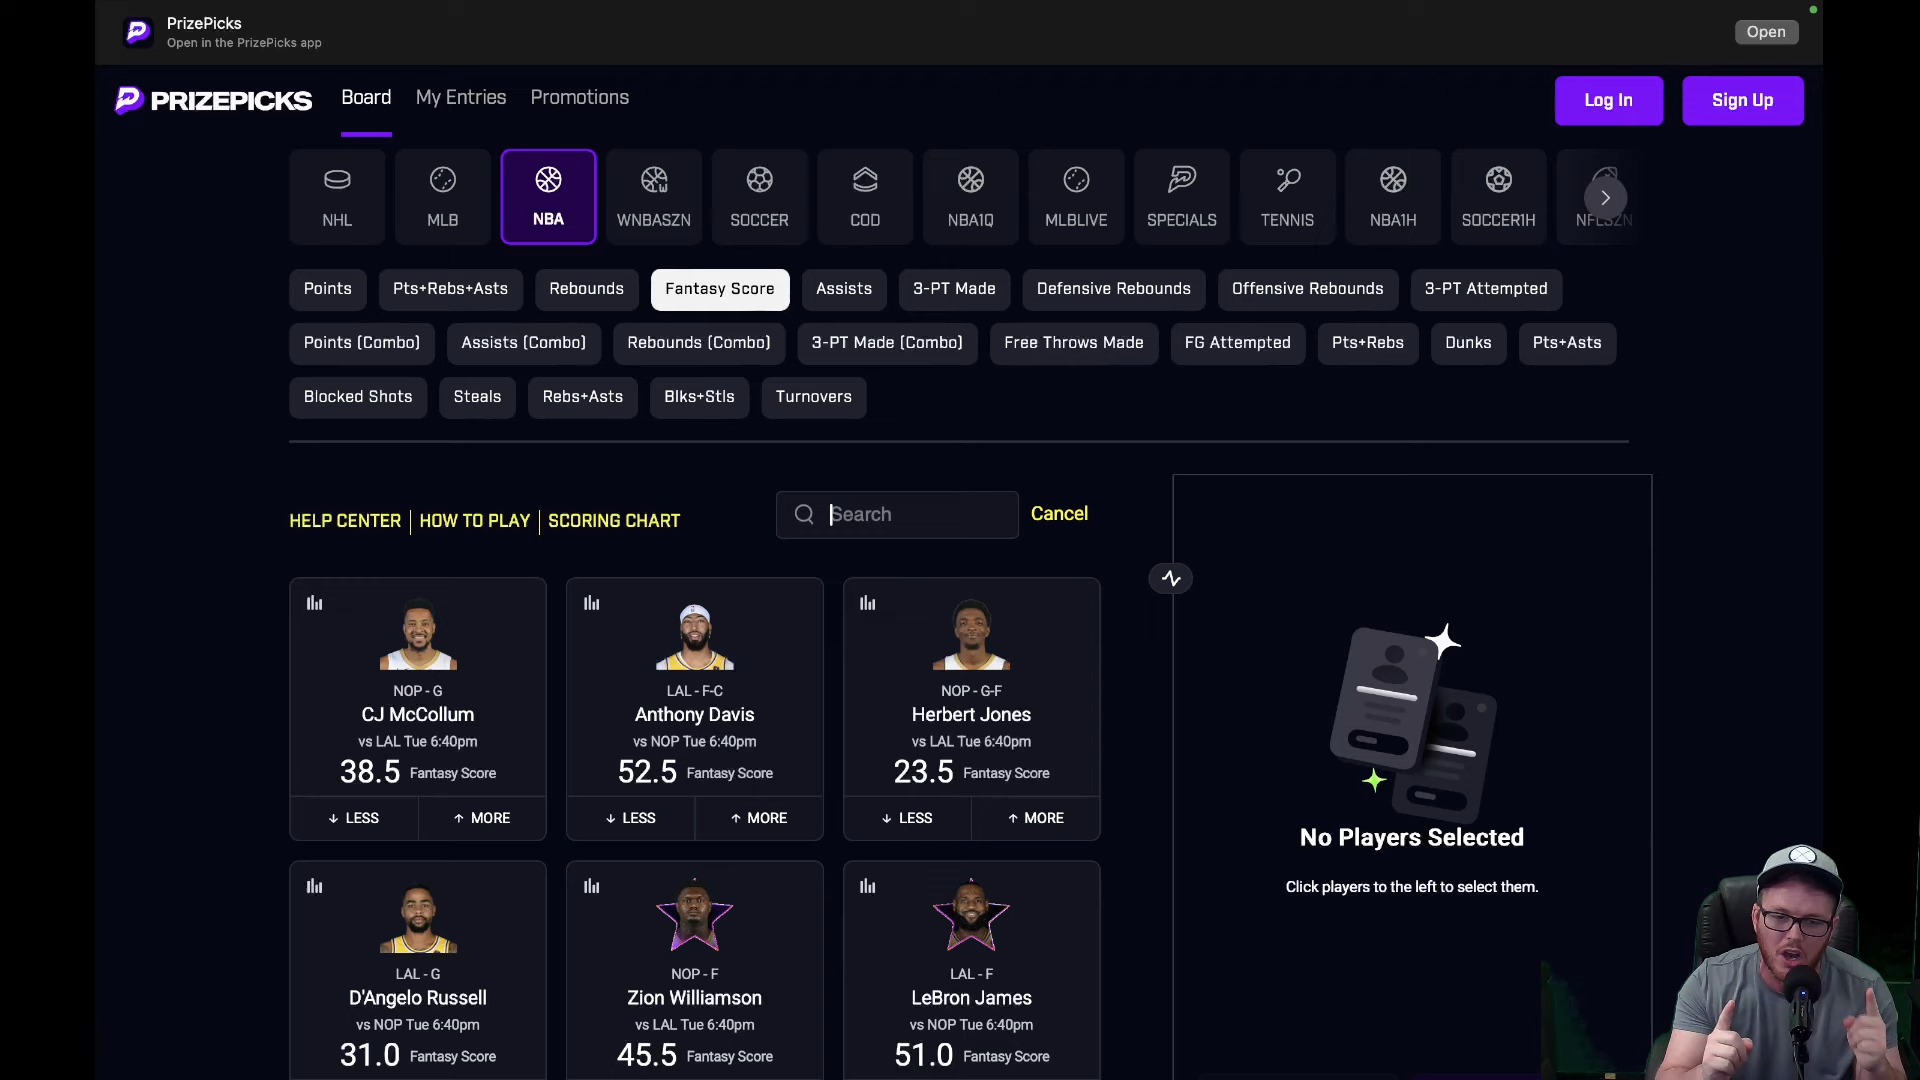 PrizePicks
Open in the PrizePicks app
Open
PRIZEPICKS
Board My Entries Promotions
Log In Sign Up
NHL MLB NBA WNBASZN SOCCER COD NBA1Q MLBLIVE SPECIALS TENNIS NBA1H SOCCER1H NFLSZN
Points Pts+Rebs+Asts Rebounds Fantasy Score Assists 3-PT Made Defensive Rebounds Offensive Rebounds 3-PT Attempted
Points (Combo) Assists (Combo) Rebounds (Combo) 3-PT Made (Combo) Free Throws Made FG Attempted Pts+Rebs Dunks Pts+Asts
Blocked Shots Steals Rebs+Asts Blks+Stls Turnovers
HELP CENTER HOW TO PLAY SCORING CHART
Search Cancel
NOP - G
CJ McCollum
vs LAL Tue 6:40pm
38.5 Fantasy Score
LESS MORE
LAL - F-C
Anthony Davis
vs NOP Tue 6:40pm
52.5 Fantasy Score
LESS MORE
NOP - G-F
Herbert Jones
vs LAL Tue 6:40pm
23.5 Fantasy Score
LESS MORE
LAL - G
D'Angelo Russell
vs NOP Tue 6:40pm
31.0 Fantasy Score
NOP - F
Zion Williamson
vs LAL Tue 6:40pm
45.5 Fantasy Score
LAL - F
LeBron James
vs NOP Tue 6:40pm
51.0 Fantasy Score
No Players Selected
Click players to the left to select them.